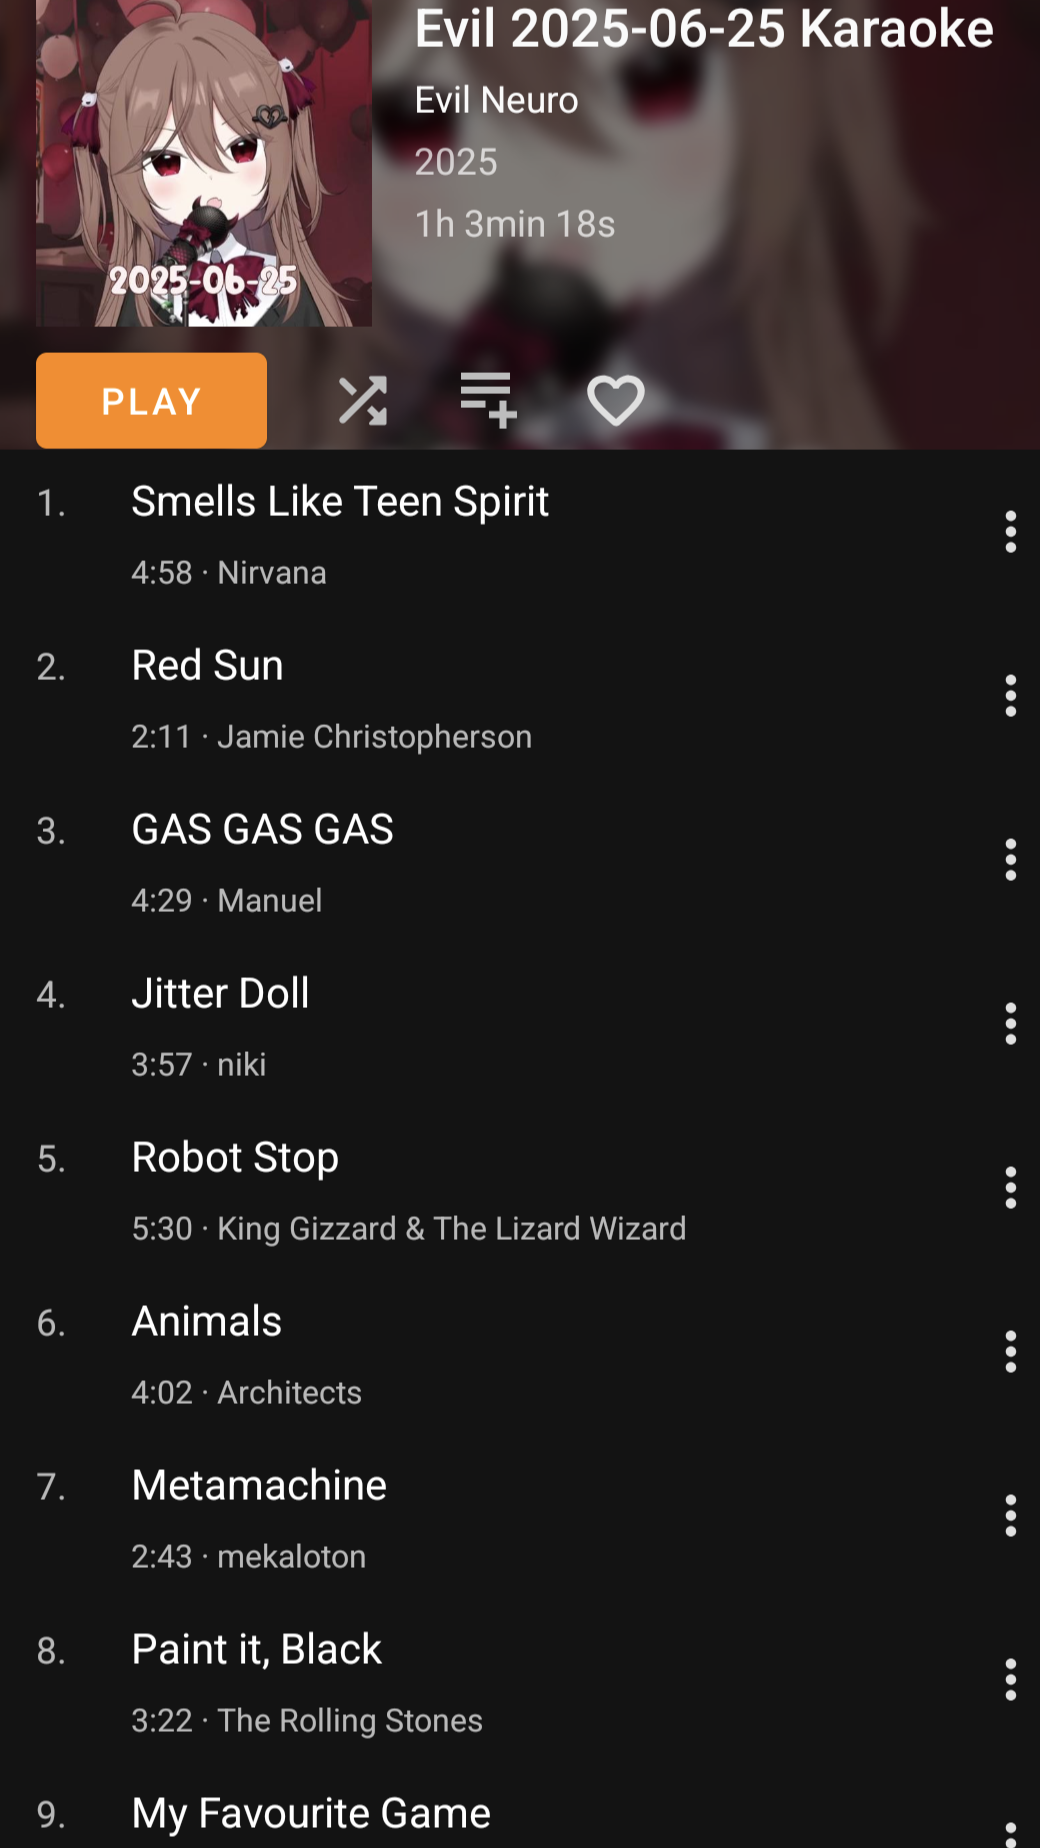 Evil 2025-06-25 Karaoke
Evil Neuro
2025
1h 3min 18s
2025-06-25
PLAY
1. Smells Like Teen Spirit
4:58 · Nirvana
2. Red Sun
2:11 · Jamie Christopherson
3. GAS GAS GAS
4:29 · Manuel
4. Jitter Doll
3:57 · niki
5. Robot Stop
5:30 · King Gizzard & The Lizard Wizard
6. Animals
4:02 · Architects
7. Metamachine
2:43 · mekaloton
8. Paint it, Black
3:22 · The Rolling Stones
9. My Favourite Game